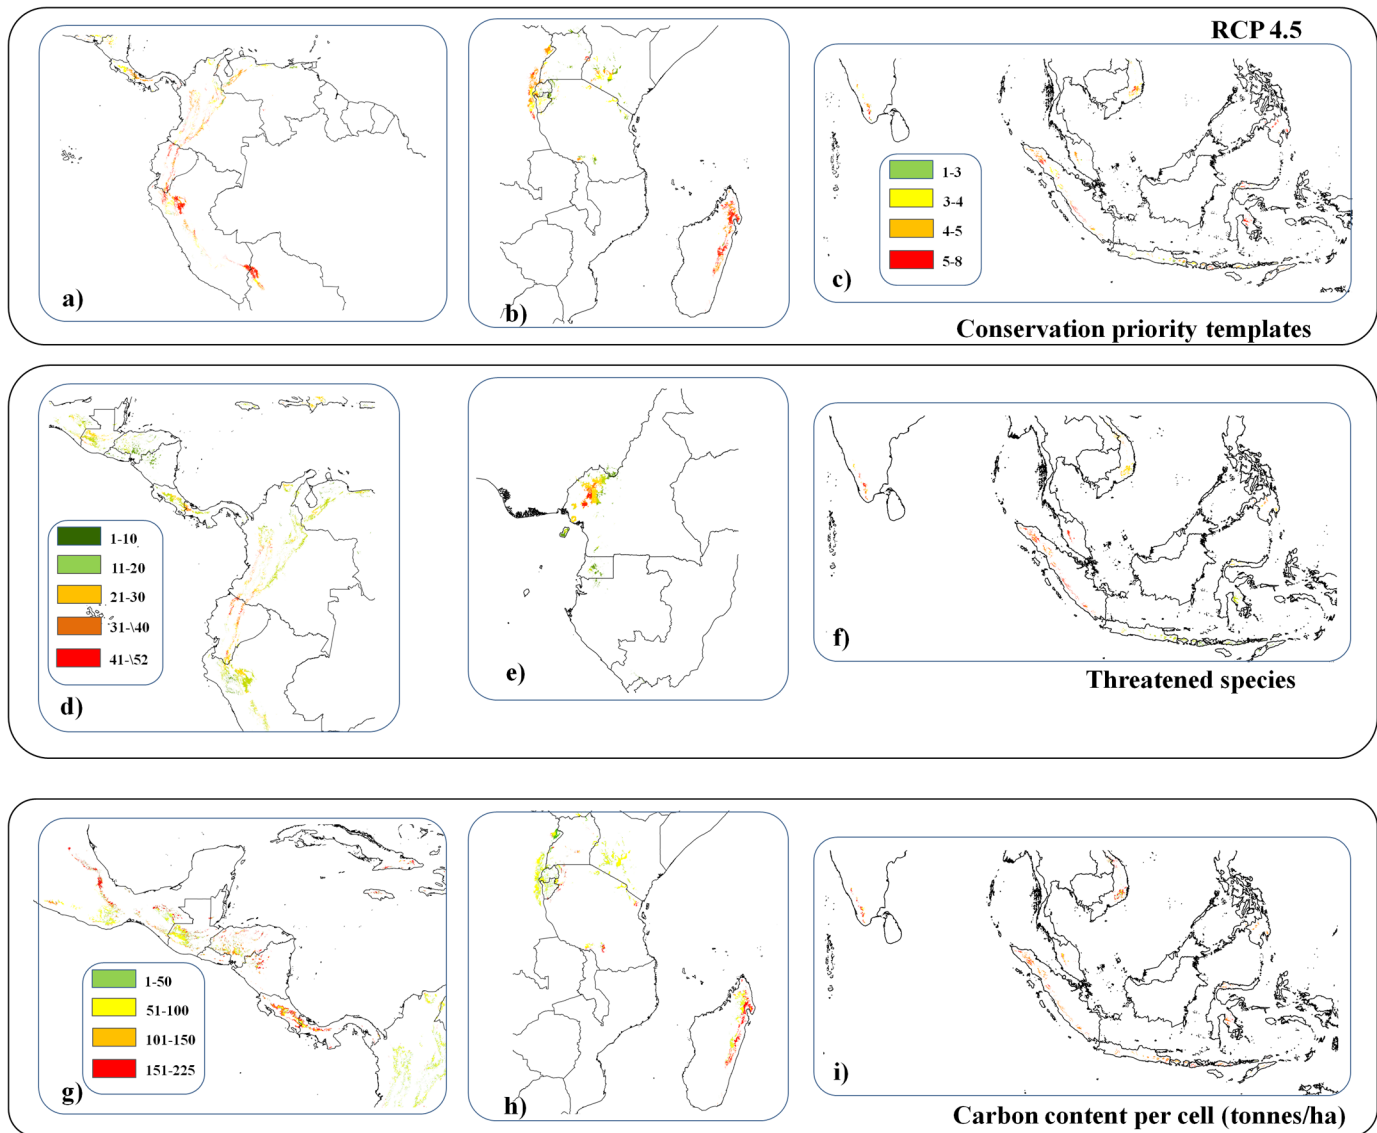 RCP 4.5
1-3
3-4
4-5
5-8
a)
b)
c)
Conservation priority templates
1-10
11-20
21-30
31-\40
41-\52
d)
e)
f)
Threatened species
1-50
51-100
101-150
151-225
g)
h)
i)
Carbon content per cell (tonnes/ha)